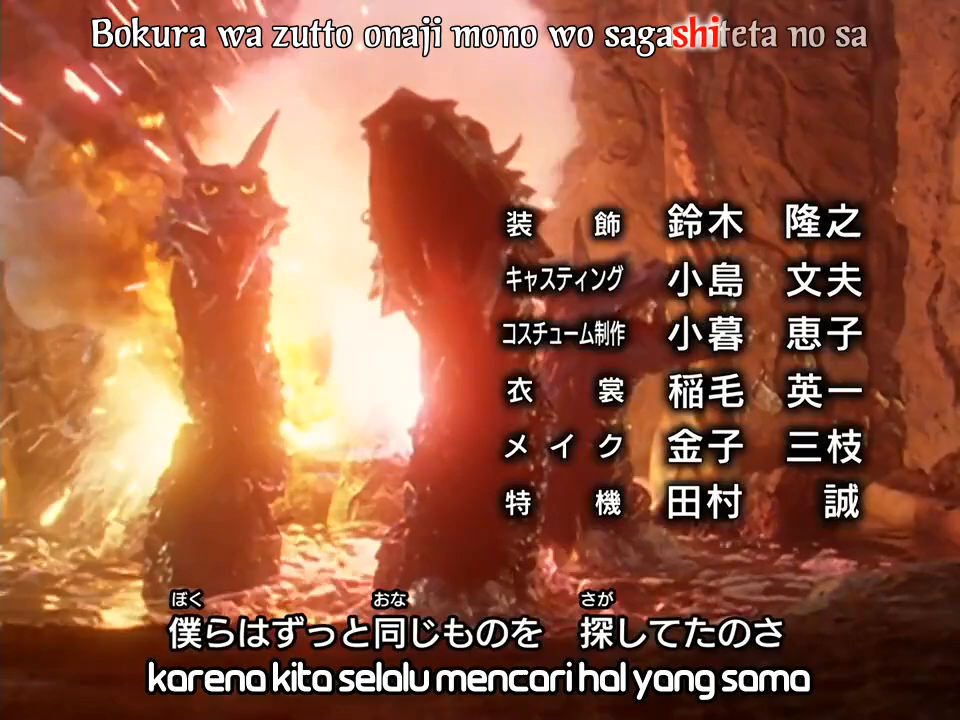 Bokura wa zutto onaji mono wo sagashiteta no sa
装飾 鈴木 隆之
キャスティング 小島 文夫
コスチューム制作 小暮 恵子
衣裳 稲毛 英一
メイク 金子 三枝
特機 田村 誠
ぼく おな さが
僕らはずっと同じものを 探してたのさ
karena kita selalu mencari hal yang sama